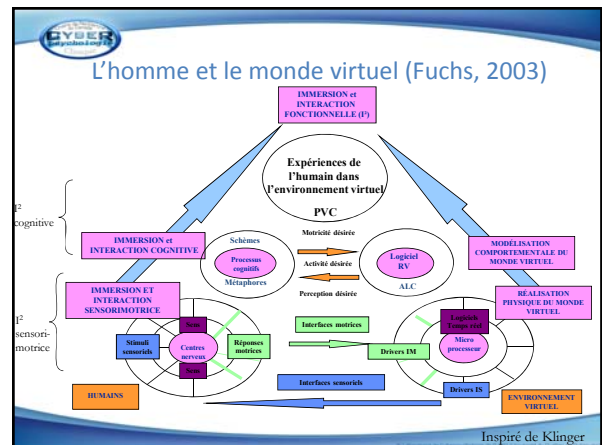 CYBER
psychologie
L'homme et le monde virtuel (Fuchs, 2003)
IMMERSION et
INTERACTION
FONCTIONNELLE (I²)
Expériences de
l'humain dans
l'environnement virtuel
PVC
I²
cognitive
IMMERSION et
INTERACTION COGNITIVE
Schèmes
Processus
cognitifs
Métaphores
Motricité désirée
Activité désirée
Perception désirée
Logiciel
RV
ALC
MODÉLISATION
COMPORTEMENTALE DU
MONDE VIRTUEL
I²
sensori-
motrice
IMMERSION ET
INTERACTION
SENSORIMOTRICE
RÉALISATION
PHYSIQUE DU MONDE
VIRTUEL
Sens
Stimuli
sensoriels
Centres
nerveux
Réponses
motrices
Sens
Interfaces motrices
Logiciels
Temps réel
Drivers IM
Micro
processeur
Drivers IS
Interfaces sensoriels
HUMAINS
ENVIRONNEMENT
VIRTUEL
Inspiré de Klinger